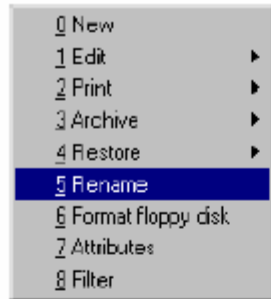 0 New
1 Edit
2 Print
3 Archive
4 Restore
5 Rename
6 Format floppy disk
7 Attributes
8 Filter